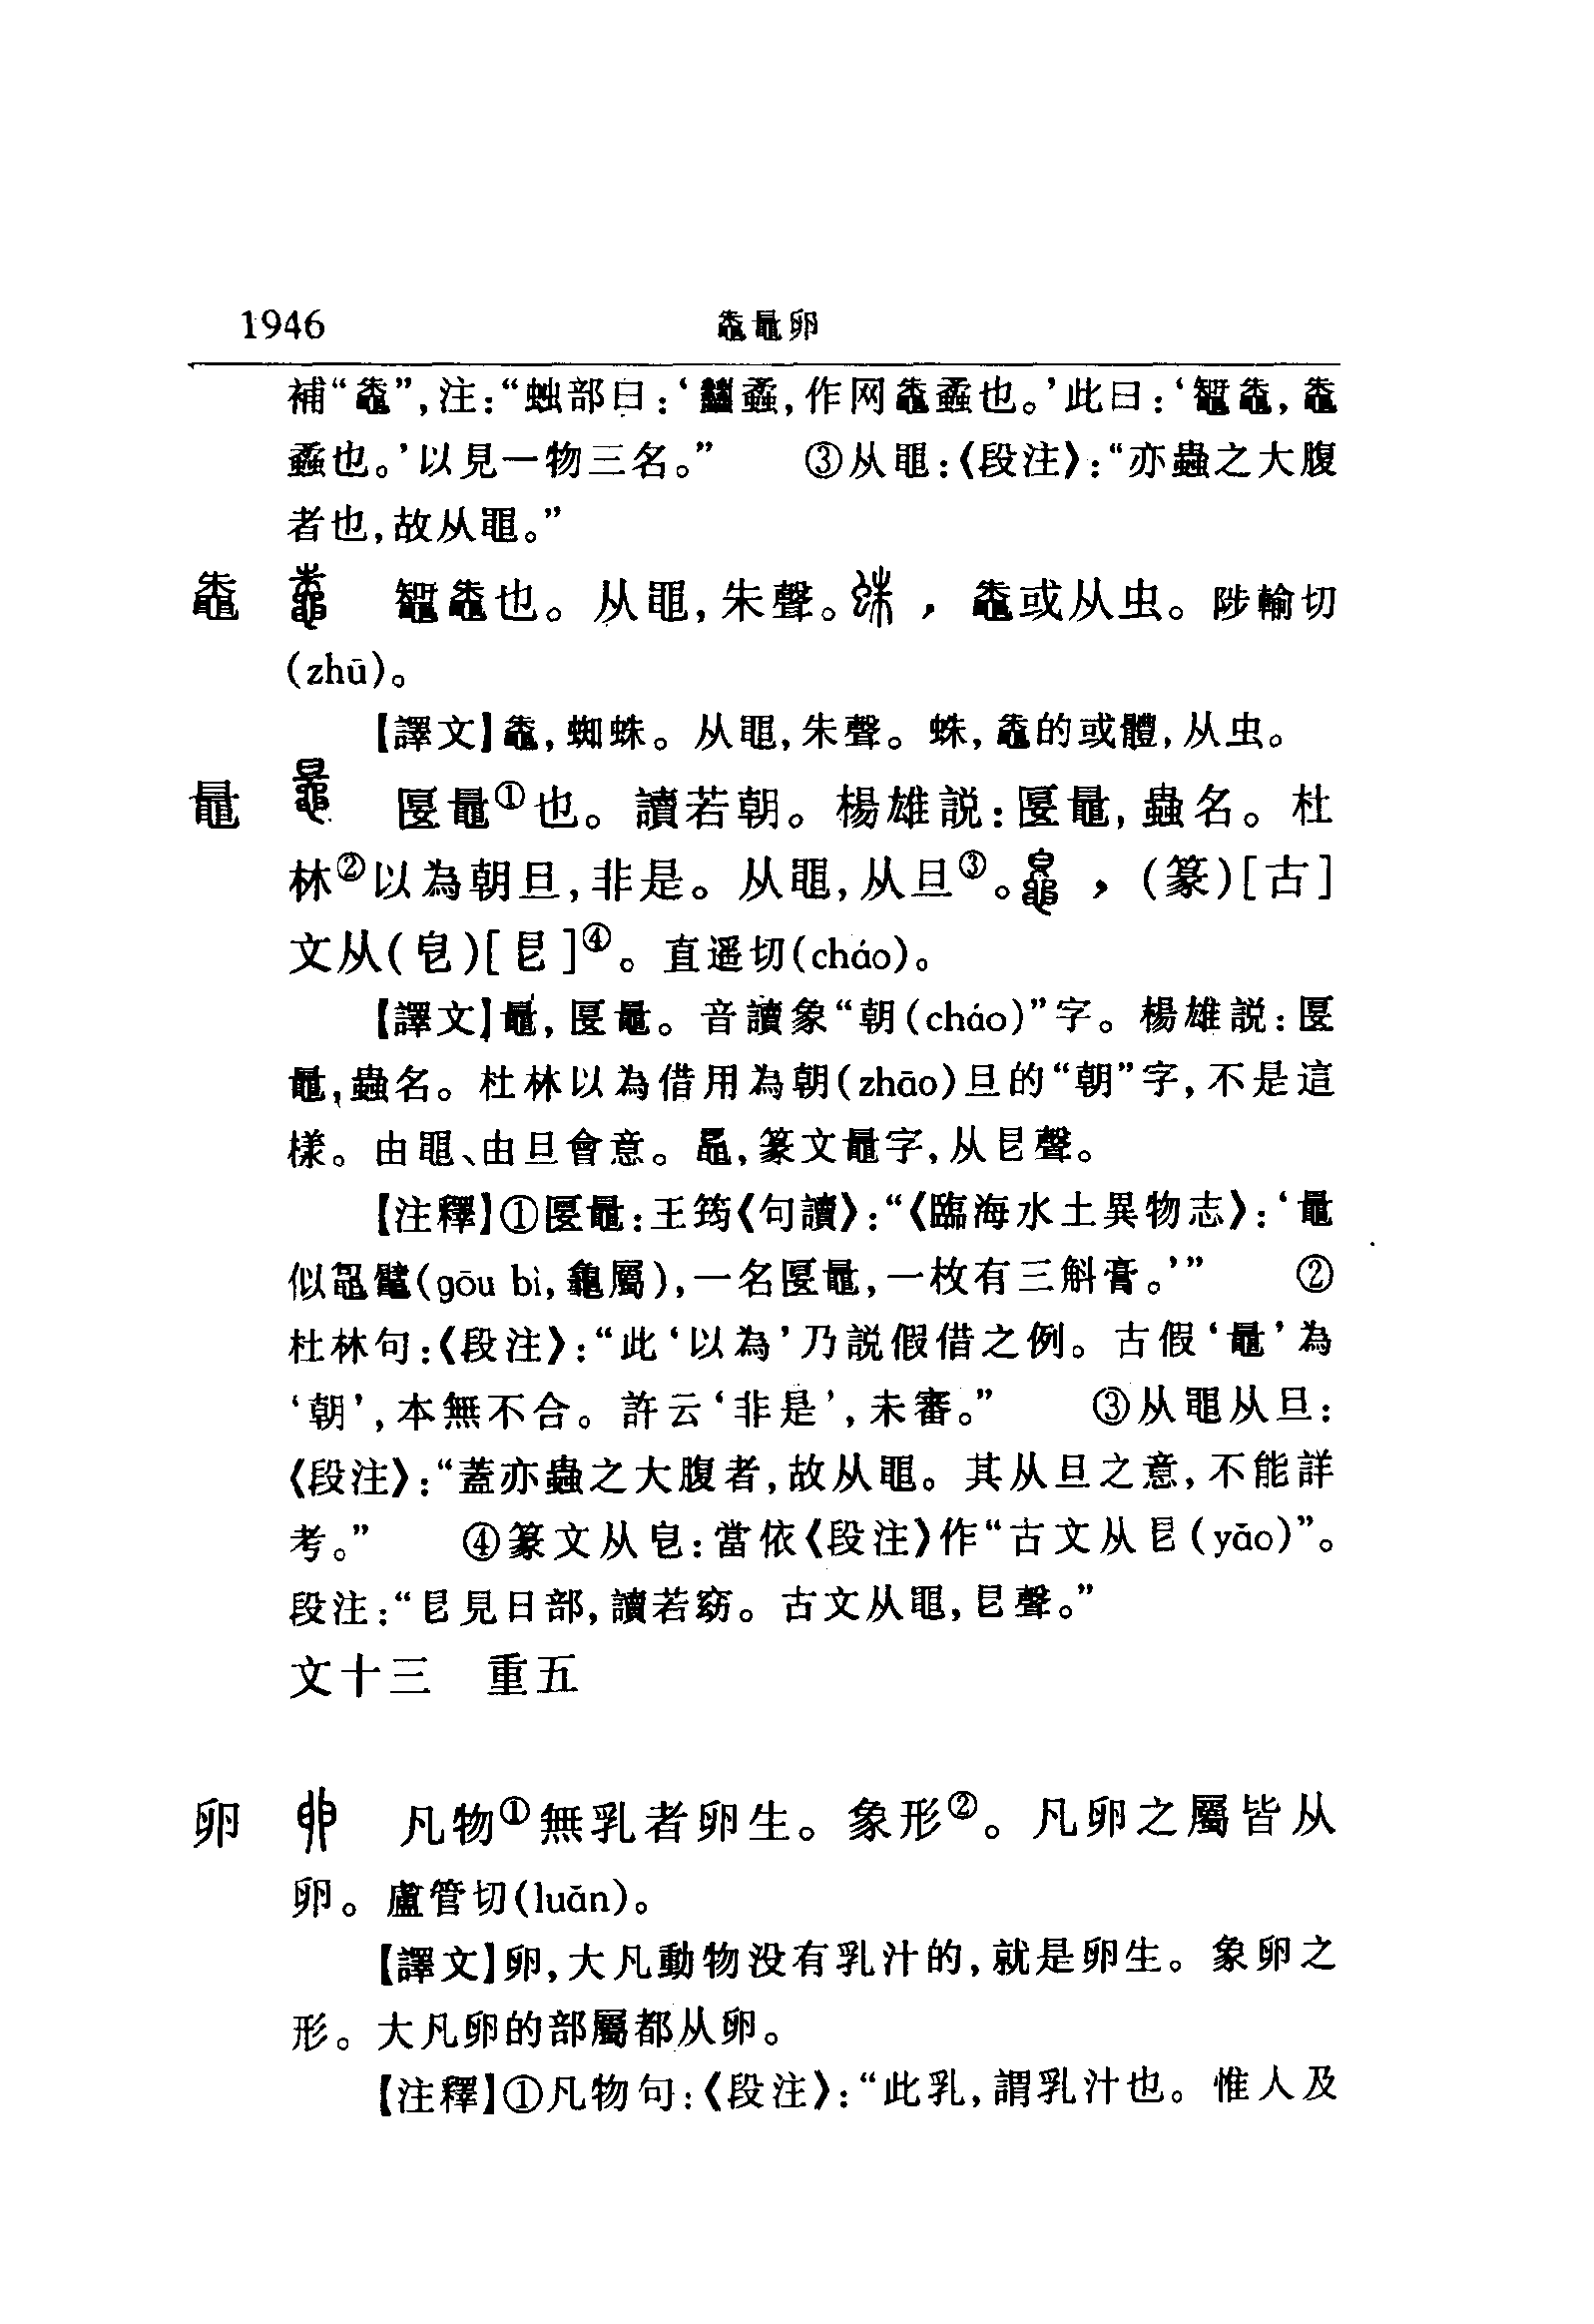 1946 鼄鼂卵
補“鼄”,注:“䖵部曰:‘蠿蟊,作网鼄蟊也。’此曰:‘鼅鼄,鼄
蟊也。’以見一物三名。” ③从黽:《段注》:“亦蟲之大腹
者也,故从黽。”
鼄 鼅鼄也。从黽,朱聲。 , 鼄或从虫。陟輸切
(zhū)。
【譯文】鼄,蜘蛛。从黽,朱聲。蛛,鼄的或體,从虫。
鼂 匽鼂①也。讀若朝。楊雄説:匽鼂,蟲名。杜
林②以為朝旦,非是。从黽,从旦③。 , (篆)[古]
文从(皀)[㫐]④。直遥切(cháo)。
【譯文】鼂,匽鼂。音讀象“朝(cháo)”字。楊雄説:匽
鼂,蟲名。杜林以為借用為朝(zhāo)旦的“朝”字,不是這
樣。由黽、由旦會意。鼌,篆文鼂字,从㫐聲。
【注釋】①匽鼂:王筠《句讀》:“《臨海水土異物志》:‘鼂
似𪓟鼊(gōu bì,龜屬),一名匽鼂,一枚有三斛膏。’” ②
杜林句:《段注》:“此‘以為’乃説假借之例。古假‘鼂’為
‘朝’,本無不合。許云‘非是’,未審。” ③从黽从旦:
《段注》:“蓋亦蟲之大腹者,故从黽。其从旦之意,不能詳
考。” ④篆文从皀:當依《段注》作“古文从㫐(yǎo)”。
段注:“㫐見日部,讀若窈。古文从黽,㫐聲。”
文十三 重五
卵 凡物①無乳者卵生。象形②。凡卵之屬皆从
卵。盧管切(luǎn)。
【譯文】卵,大凡動物没有乳汁的,就是卵生。象卵之
形。大凡卵的部屬都从卵。
【注釋】①凡物句:《段注》:“此乳,謂乳汁也。惟人及